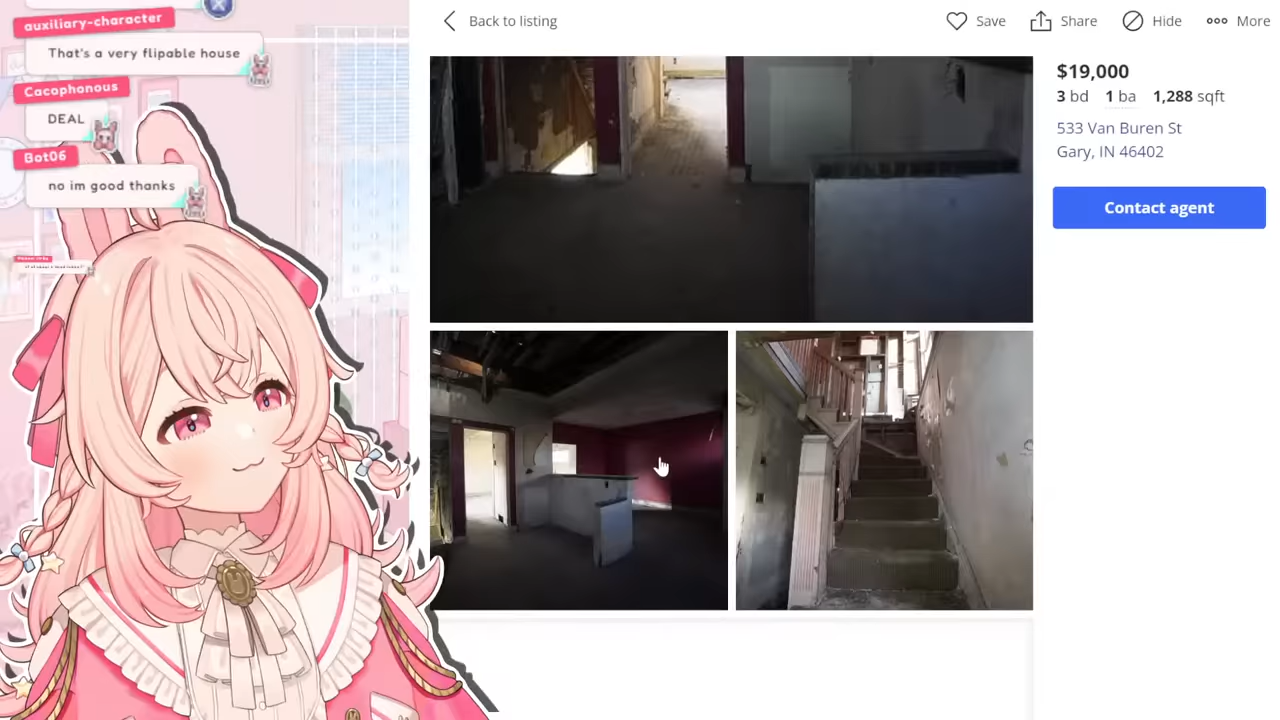 auxiliary-character
That's a very flipable house
Cacophanous
DEAL
Bot06
no im good thanks
Back to listing
Save
Share
Hide
More
$19,000
3 bd 1 ba 1,288 sqft
533 Van Buren St
Gary, IN 46402
Contact agent